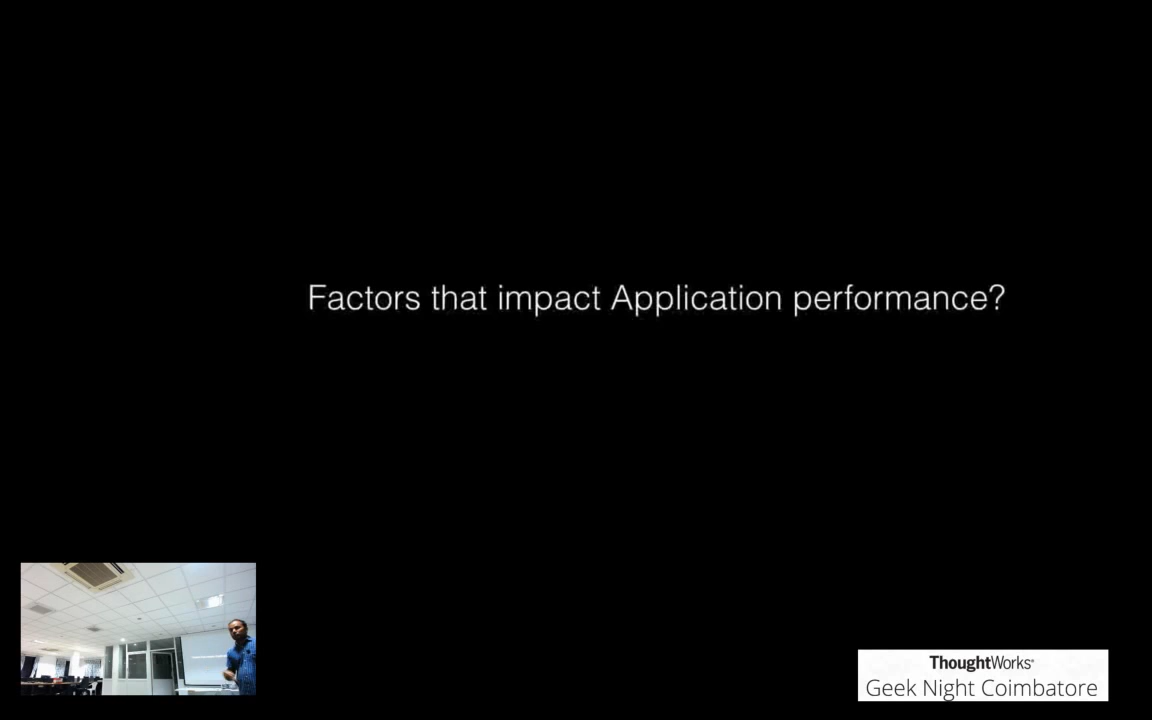 Factors that impact Application performance?
ThoughtWorks®
Geek Night Coimbatore